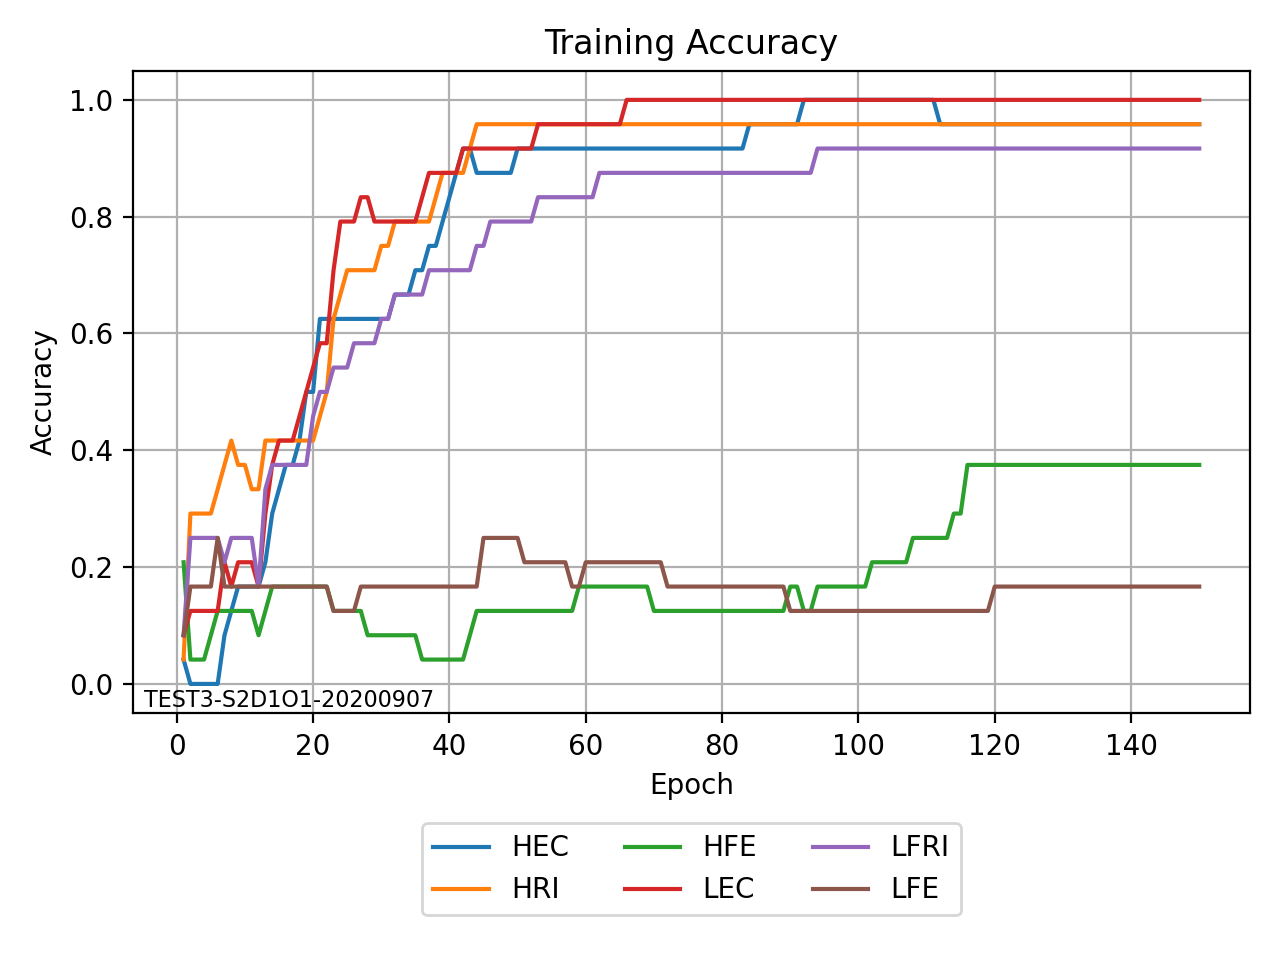 Training Accuracy
1.0
0.8
0.6
0.4
0.2
0.0
Accuracy
TEST3-S2D1O1-20200907
0 20 40 60 80 100 120 140
Epoch
HEC HFE LFRI
HRI LEC LFE